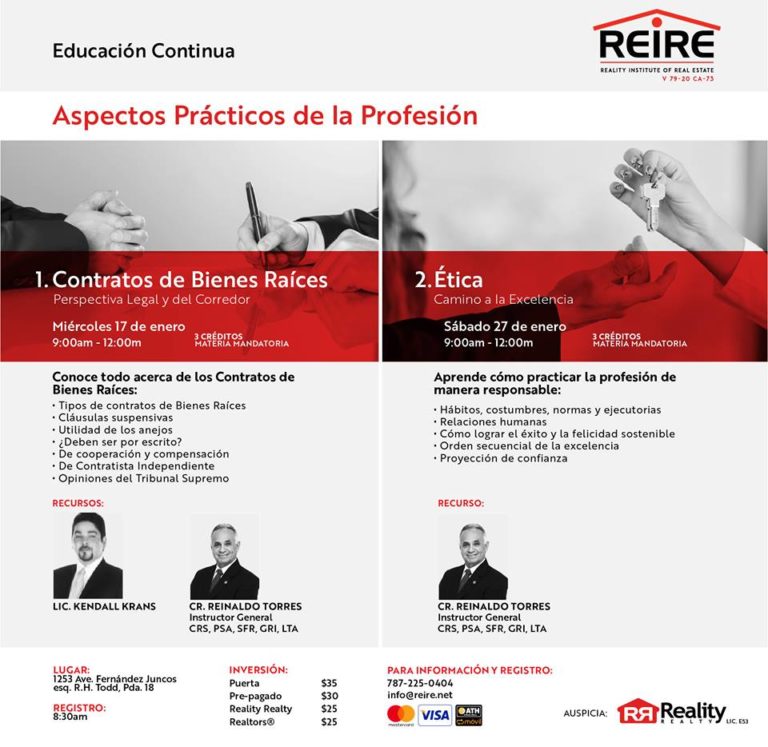 Educación Continua
REIRE
REALITY INSTITUTE OF REAL ESTATE
V 79-20 CA-73
Aspectos Prácticos de la Profesión
1. Contratos de Bienes Raíces
Perspectiva Legal y del Corredor
Miércoles 17 de enero
9:00am - 12:00m
3 CRÉDITOS
MATERIA MANDATORIA
2. Ética
Camino a la Excelencia
Sábado 27 de enero
9:00am - 12:00m
3 CRÉDITOS
MATERIA MANDATORIA
Conoce todo acerca de los Contratos de
Bienes Raíces:
• Tipos de contratos de Bienes Raíces
• Cláusulas suspensivas
• Utilidad de los anejos
• ¿Deben ser por escrito?
• De cooperación y compensación
• De Contratista Independiente
• Opiniones del Tribunal Supremo
RECURSOS:
LIC. KENDALL KRANS
CR. REINALDO TORRES
Instructor General
CRS, PSA, SFR, GRI, LTA
Aprende cómo practicar la profesión de
manera responsable:
• Hábitos, costumbres, normas y ejecutorias
• Relaciones humanas
• Cómo lograr el éxito y la felicidad sostenible
• Orden secuencial de la excelencia
• Proyección de confianza
RECURSO:
CR. REINALDO TORRES
Instructor General
CRS, PSA, SFR, GRI, LTA
LUGAR:
1253 Ave. Fernández Juncos
esq. R.H. Todd, Pda. 18
REGISTRO:
8:30am
INVERSIÓN:
Puerta $35
Pre-pagado $30
Reality Realty $25
Realtors® $25
PARA INFORMACIÓN Y REGISTRO:
787-225-0404
info@reire.net
mastercard
VISA
ATH
móvil
AUSPICIA:
RR Reality
REALTY
LIC. E53